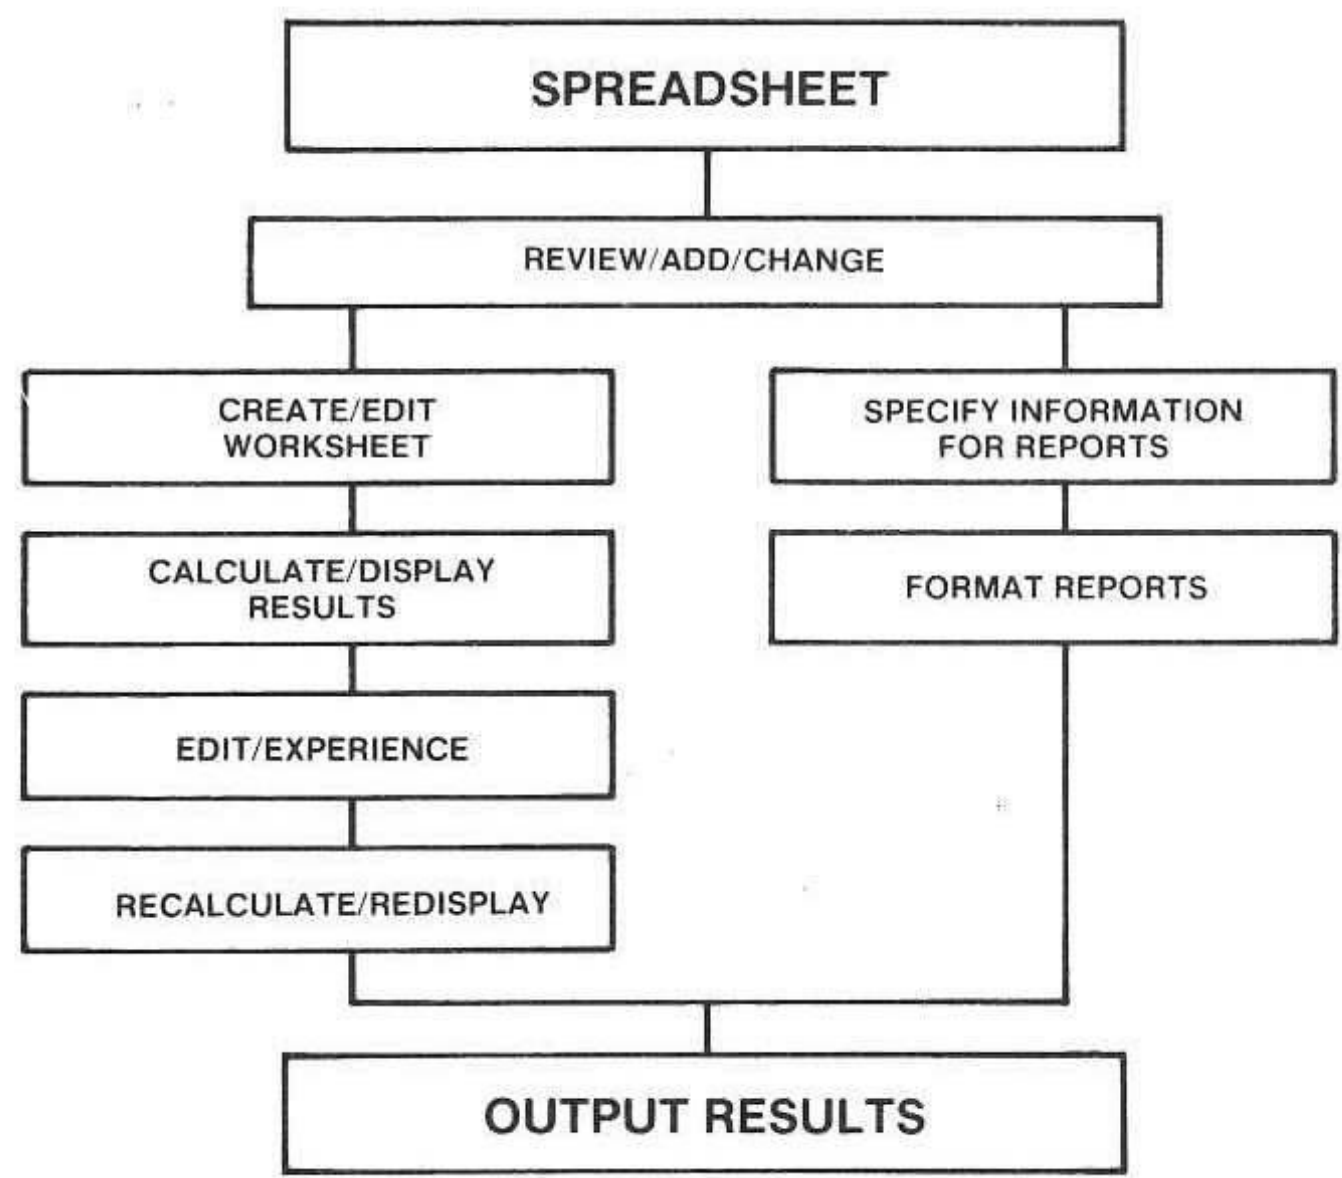 SPREADSHEET
REVIEW/ADD/CHANGE
CREATE/EDIT
WORKSHEET
CALCULATE/DISPLAY
RESULTS
EDIT/EXPERIENCE
RECALCULATE/REDISPLAY
SPECIFY INFORMATION
FOR REPORTS
FORMAT REPORTS
OUTPUT RESULTS